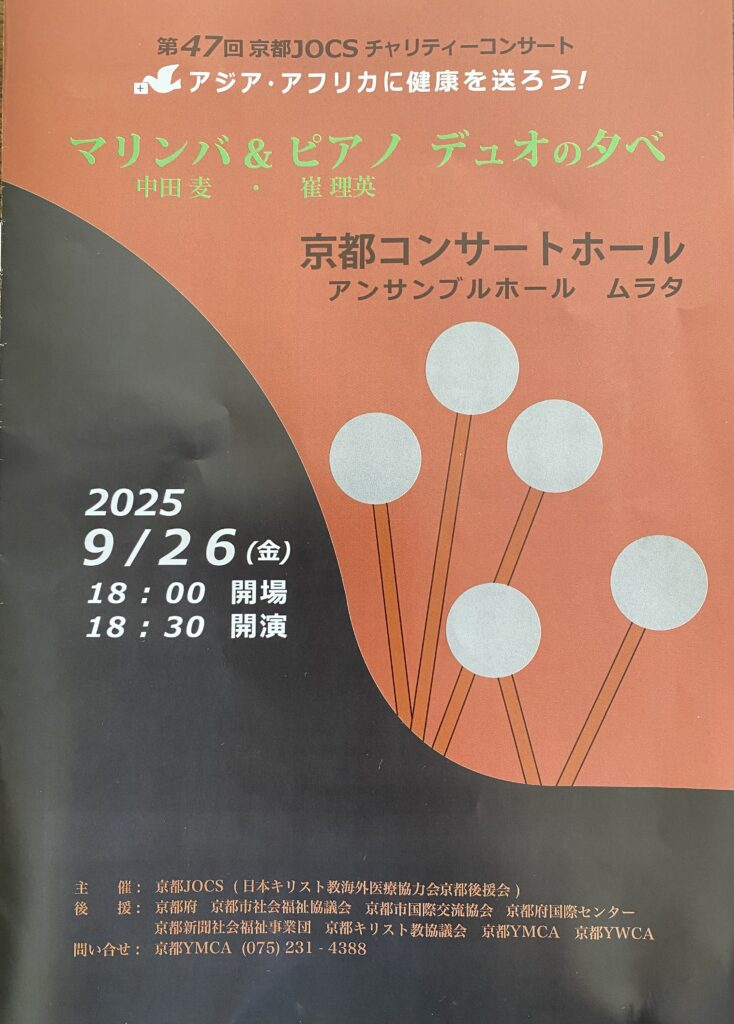 第47回 京都JOCS チャリティーコンサート
アジア・アフリカに健康を送ろう!
マリンバ & ピアノ デュオの夕べ
中田 麦 ・ 崔 理英
京都コンサートホール
アンサンブルホール ムラタ
2025
9/26(金)
18:00 開場
18:30 開演
主 催: 京都JOCS (日本キリスト教海外医療協力会京都後援会)
後 援: 京都府 京都市社会福祉協議会 京都市国際交流協会 京都府国際センター
京都新聞社会福祉事業団 京都キリスト教協議会 京都YMCA 京都YWCA
問い合せ: 京都YMCA (075) 231 - 4388